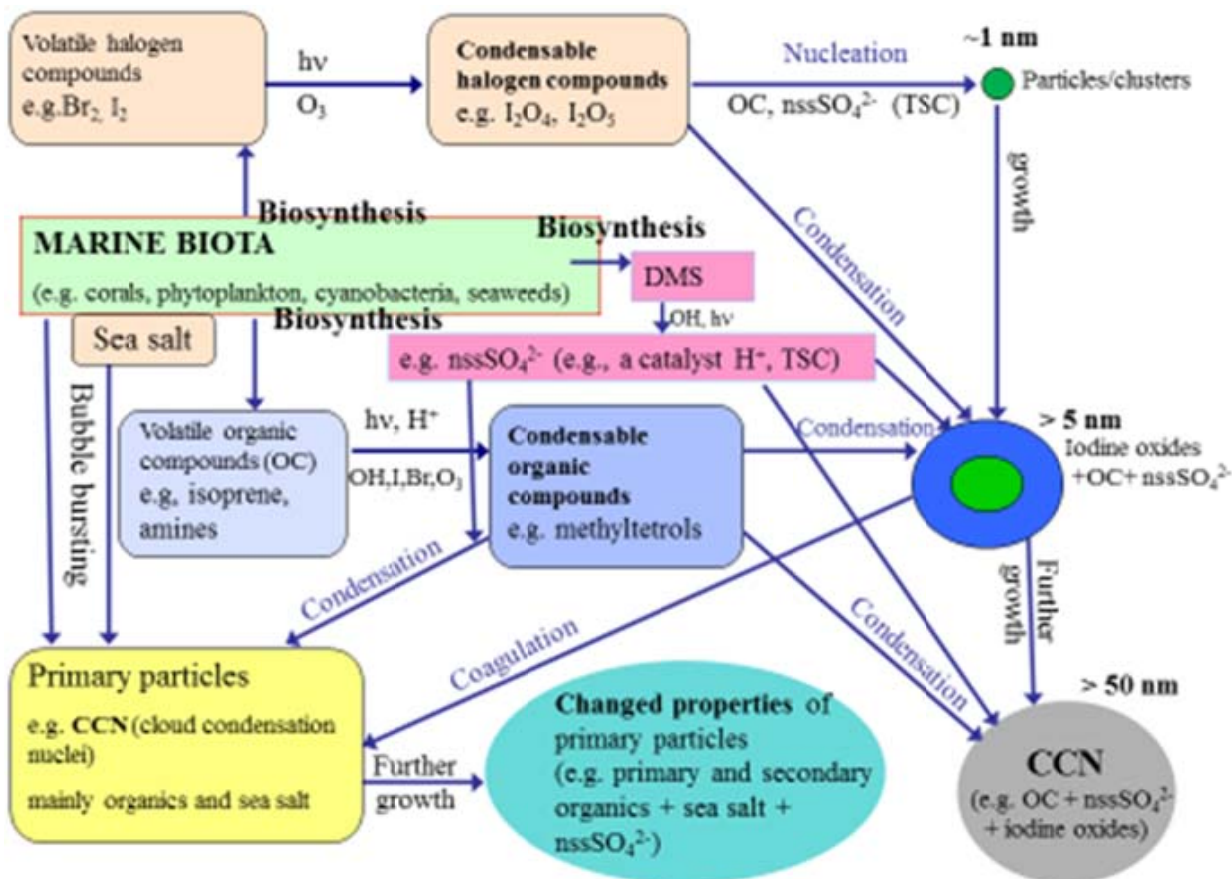 Volatile halogen
compounds
e.g.Br₂, I₂
hν
O₃
Condensable
halogen compounds
e.g. I₂O₄, I₂O₅
Nucleation
OC, nssSO₄²⁻ (TSC)
~1 nm
Particles/clusters
growth
Condensation
Biosynthesis
MARINE BIOTA
(e.g. corals, phytoplankton, cyanobacteria, seaweeds)
Biosynthesis
DMS
OH, hν
Biosynthesis
Sea salt
e.g. nssSO₄²⁻ (e.g., a catalyst H⁺, TSC)
Bubble bursting
Volatile organic
compounds (OC)
e.g, isoprene,
amines
hν, H⁺
OH,I,Br,O₃
Condensable
organic
compounds
e.g. methyltetrols
Condensation
> 5 nm
Iodine oxides
+OC+ nssSO₄²⁻
Condensation
Coagulation
Condensation
Further
growth
Primary particles
e.g. CCN (cloud condensation
nuclei)
mainly organics and sea salt
Further
growth
Changed properties of
primary particles
(e.g. primary and secondary
organics + sea salt +
nssSO₄²⁻)
> 50 nm
CCN
(e.g. OC + nssSO₄²⁻
+ iodine oxides)